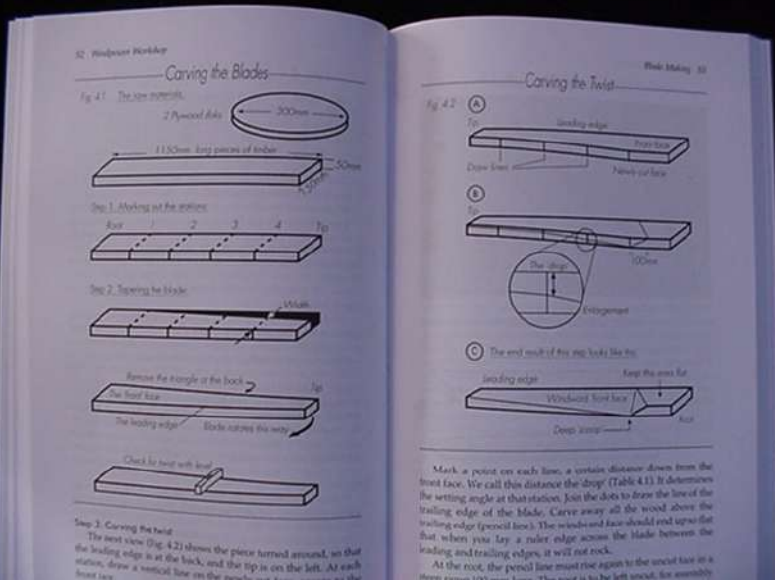 52 Windpower Workshop
Carving the Blades
Fig. 4.1 The raw materials.
2 Plywood disks
300mm
1150mm long pieces of timber
50mm
150mm
Step 1. Marking out the stations
Root 1 2 3 4 Tip
Step 2. Tapering the blade
Width
Remove the triangle at the back
Tip
The front face
The leading edge
Blade rotates this way
Check for twist with level
Step 3. Carving the twist
The next view (fig. 4.2) shows the piece turned around, so that
the leading edge is at the back, and the tip is on the left. At each
station, draw a vertical line on the
front face
Blade Making 53
Carving the Twist
Fig. 4.2 A
Tip
Leading edge
Front face
Draw lines
Newly cut face
B
Tip
100mm
The 'drop'
Enlargement
C The end result of this step looks like this:
Leading edge
Keep this area flat
Windward front face
Root
Deep
Mark a point on each line, a certain distance down from the
front face. We call this distance the 'drop' (Table 4.1). It determines
the setting angle at that station. Join the dots to draw the line of the
trailing edge of the blade. Carve away all the wood above the
trailing edge (pencil line). The windward face should end up so flat
that when you lay a ruler edge across the blade between the
leading and trailing edges, it will not rock.
At the root, the pencil line must rise again to the uncut face in a